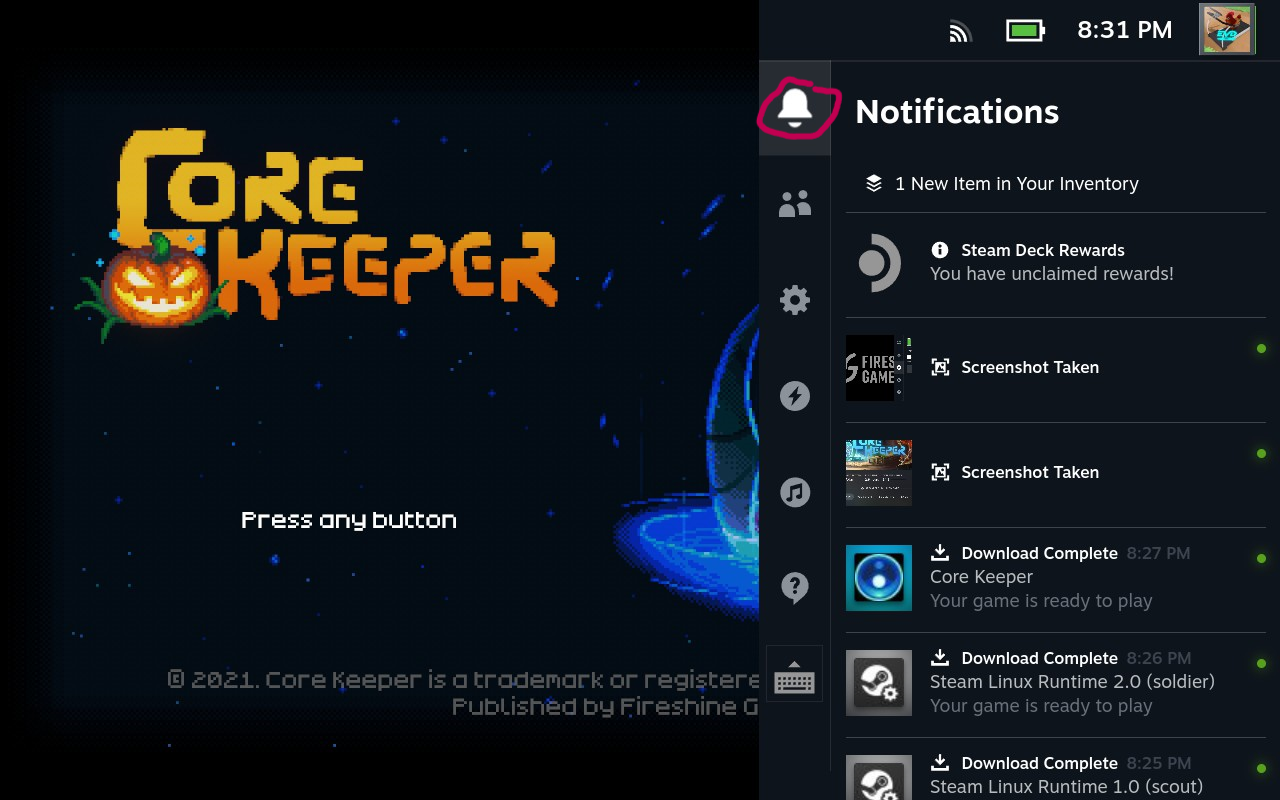 8:31 PM
CORE
KEEPER
Press any button
© 2021. Core Keeper is a trademark or registere
Published by Fireshine G
Notifications
1 New Item in Your Inventory
Steam Deck Rewards
You have unclaimed rewards!
FIRES
GAME
Screenshot Taken
CORE
KEEPER
Screenshot Taken
Download Complete 8:27 PM
Core Keeper
Your game is ready to play
Download Complete 8:26 PM
Steam Linux Runtime 2.0 (soldier)
Your game is ready to play
Download Complete 8:25 PM
Steam Linux Runtime 1.0 (scout)